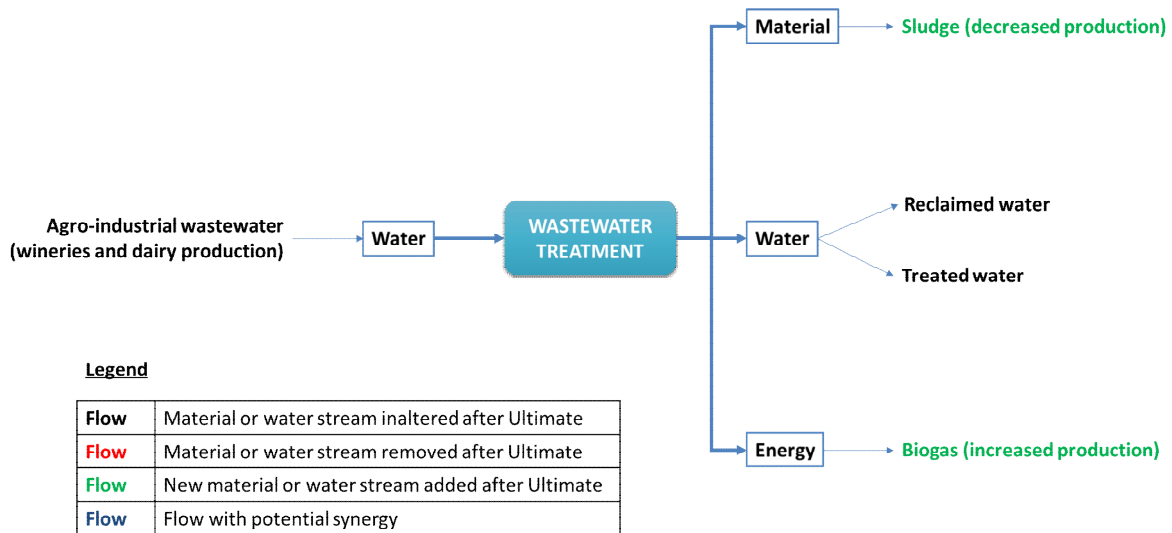 Material
Sludge (decreased production)
Agro-industrial wastewater
(wineries and dairy production)
Water
WASTEWATER
TREATMENT
Water
Reclaimed water
Treated water
Energy
Biogas (increased production)
Legend
Flow Material or water stream inaltered after Ultimate
Flow Material or water stream removed after Ultimate
Flow New material or water stream added after Ultimate
Flow Flow with potential synergy